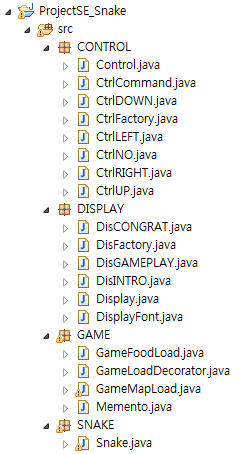 ProjectSE_Snake
src
CONTROL
Control.java
CtrlCommand.java
CtrlDOWN.java
CtrlFactory.java
CtrlLEFT.java
CtrlNO.java
CtrlRIGHT.java
CtrlUP.java
DISPLAY
DisCONGRAT.java
DisFactory.java
DisGAMEPLAY.java
DisINTRO.java
Display.java
DisplayFont.java
GAME
GameFoodLoad.java
GameLoadDecorator.java
GameMapLoad.java
Memento.java
SNAKE
Snake.java